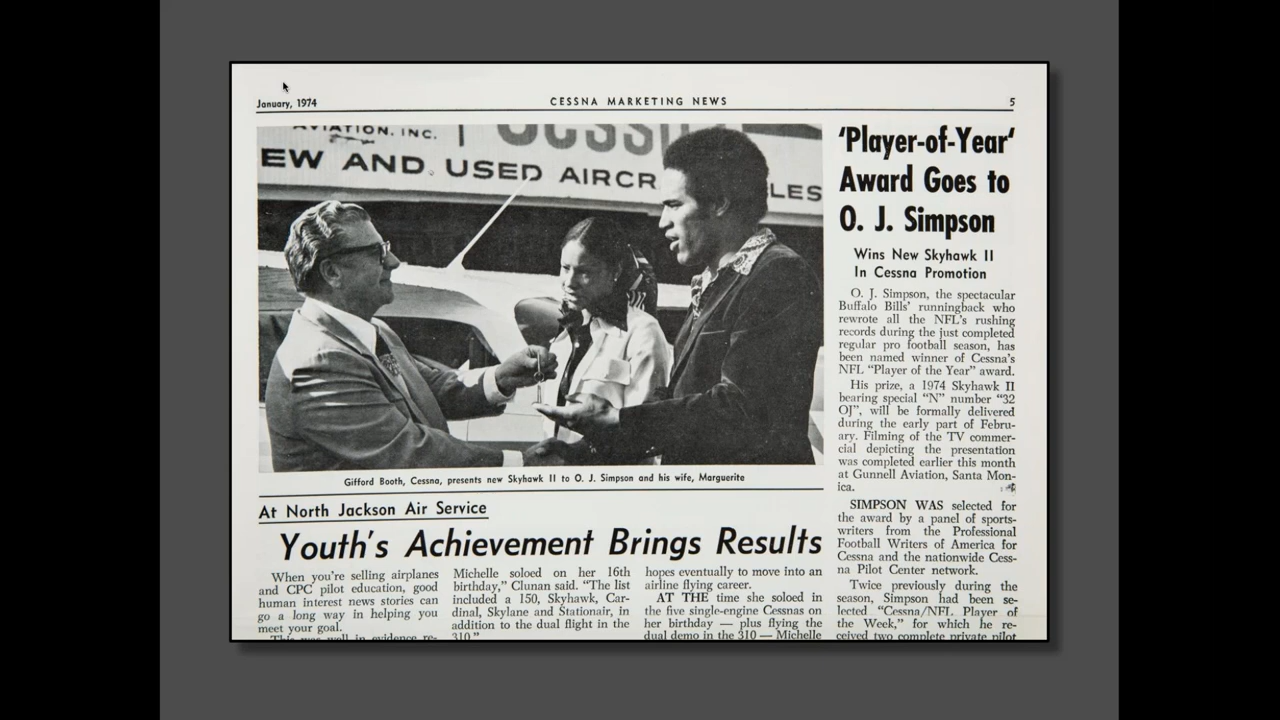 January, 1974
CESSNA MARKETING NEWS
5
AVIATION, INC.
EW AND USED AIRCR
LES
Gifford Booth, Cessna, presents new Skyhawk II to O. J. Simpson and his wife, Marguerite
'Player-of-Year'
Award Goes to
O. J. Simpson
Wins New Skyhawk II
In Cessna Promotion
O. J. Simpson, the spectacular
Buffalo Bills' runningback who
rewrote all the NFL's rushing
records during the just completed
regular pro football season, has
been named winner of Cessna's
NFL "Player of the Year" award.
His prize, a 1974 Skyhawk II
bearing special "N" number "32
OJ", will be formally delivered
during the early part of Febru-
ary. Filming of the TV commer-
cial depicting the presentation
was completed earlier this month
at Gunnell Aviation, Santa Mon-
ica.
SIMPSON WAS selected for
the award by a panel of sports-
writers from the Professional
Football Writers of America for
Cessna and the nationwide Cess-
na Pilot Center network.
Twice previously during the
season, Simpson had been se-
lected "Cessna/NFL Player of
the Week," for which he re-
ceived two complete private pilot
At North Jackson Air Service
Youth's Achievement Brings Results
When you're selling airplanes
and CPC pilot education, good
human interest news stories can
go a long way in helping you
meet your goal.
This was well in evidence re-
Michelle soloed on her 16th
birthday," Clunan said. "The list
included a 150, Skyhawk, Car-
dinal, Skylane and Stationair, in
addition to the dual flight in the
310."
hopes eventually to move into an
airline flying career.
AT THE time she soloed in
the five single-engine Cessnas on
her birthday — plus flying the
dual demo in the 310 — Michelle